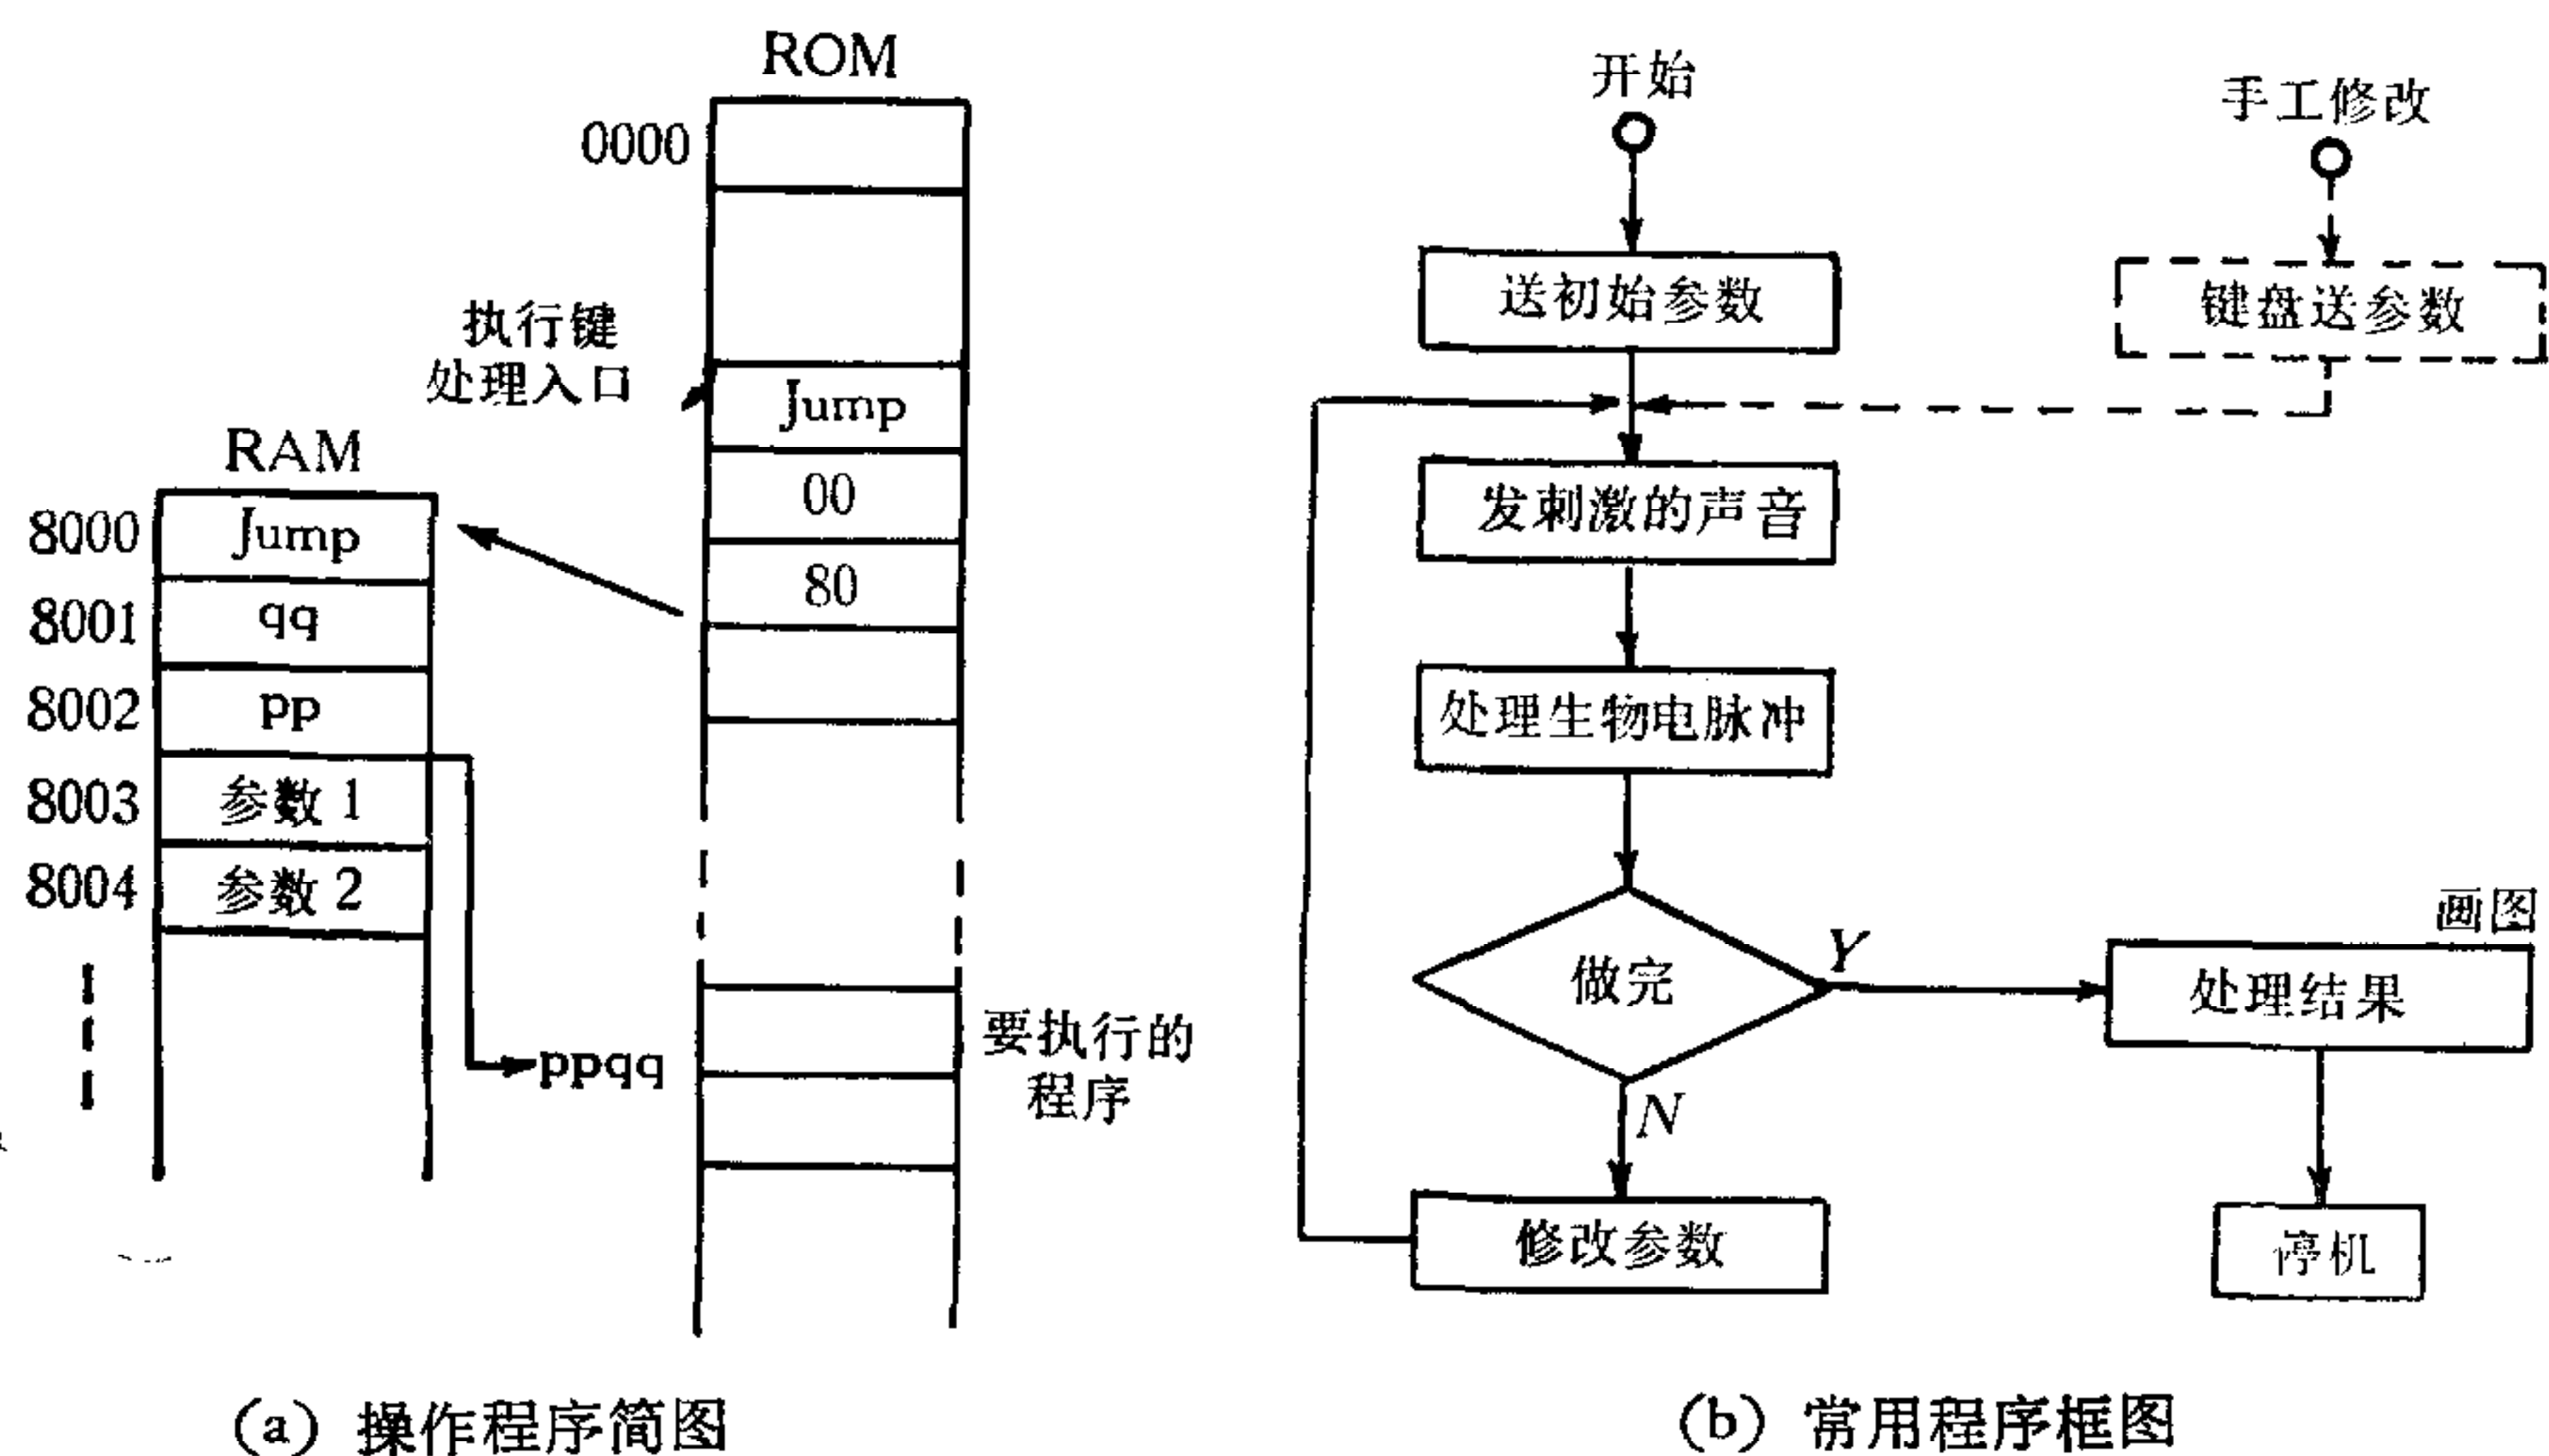 ROM
0000
执行键
处理入口
Jump
00
80
RAM
8000
Jump
8001
qq
8002
pp
8003
参数 1
8004
参数 2
ppqq
要执行的
程序
(a) 操作程序简图
开始
手工修改
送初始参数
键盘送参数
发刺激的声音
处理生物电脉冲
做完
Y
画图
处理结果
N
修改参数
停机
(b) 常用程序框图